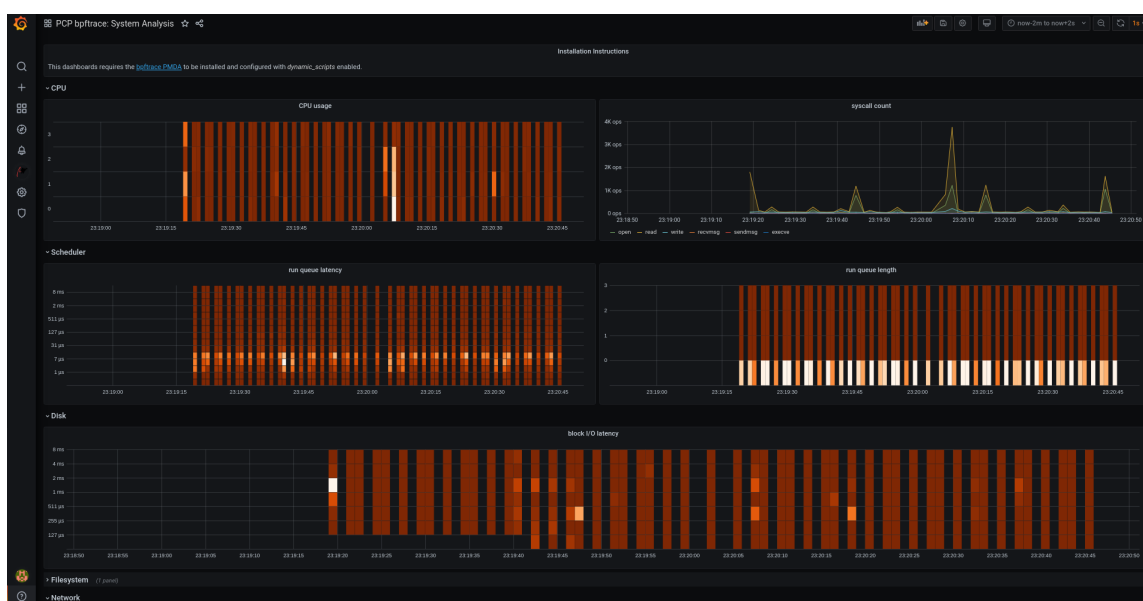 PCP bpftrace: System Analysis
now-2m to now+2s
1s
Installation Instructions
This dashboards requires the bpftrace PMDA to be installed and configured with dynamic_scripts enabled.
CPU
CPU usage
3
2
1
0
23:19:00 23:19:15 23:19:30 23:19:45 23:20:00 23:20:15 23:20:30 23:20:45
syscall count
4K ops
3K ops
2K ops
1K ops
0 ops
23:18:50 23:19:00 23:19:10 23:19:20 23:19:30 23:19:40 23:19:50 23:20:00 23:20:10 23:20:20 23:20:30 23:20:40 23:20:50
open read write recvmsg sendmsg execve
Scheduler
run queue latency
8 ms
2 ms
511 µs
127 µs
31 µs
7 µs
1 µs
23:19:00 23:19:15 23:19:30 23:19:45 23:20:00 23:20:15 23:20:30 23:20:45
run queue length
3
2
1
0
23:19:00 23:19:15 23:19:30 23:19:45 23:20:00 23:20:15 23:20:30 23:20:45
Disk
block I/O latency
8 ms
4 ms
2 ms
1 ms
511 µs
255 µs
127 µs
23:18:50 23:18:55 23:19:00 23:19:05 23:19:10 23:19:15 23:19:20 23:19:25 23:19:30 23:19:35 23:19:40 23:19:45 23:19:50 23:19:55 23:20:00 23:20:05 23:20:10 23:20:15 23:20:20 23:20:25 23:20:30 23:20:35 23:20:40 23:20:45 23:20:50
Filesystem (1 panel)
Network